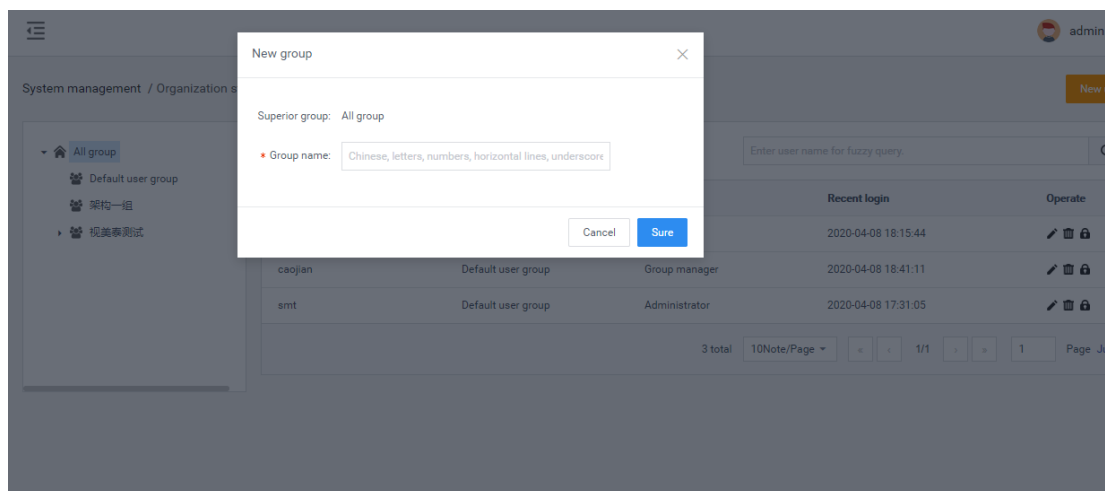 admin
New group
System management / Organization s
New
Superior group: All group
* Group name: Chinese, letters, numbers, horizontal lines, underscore
Cancel Sure
All group
Default user group
架构一组
视美泰测试
Enter user name for fuzzy query.
Recent login Operate
2020-04-08 18:15:44
caojian Default user group Group manager 2020-04-08 18:41:11
smt Default user group Administrator 2020-04-08 17:31:05
3 total 10Note/Page « ‹ 1/1 › » 1 Page Ju